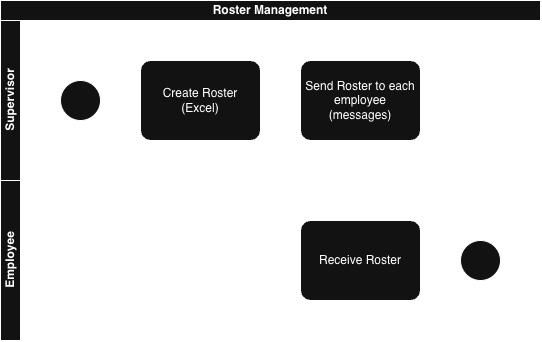 Roster Management
Supervisor
Create Roster
(Excel)
Send Roster to each
employee
(messages)
Employee
Receive Roster